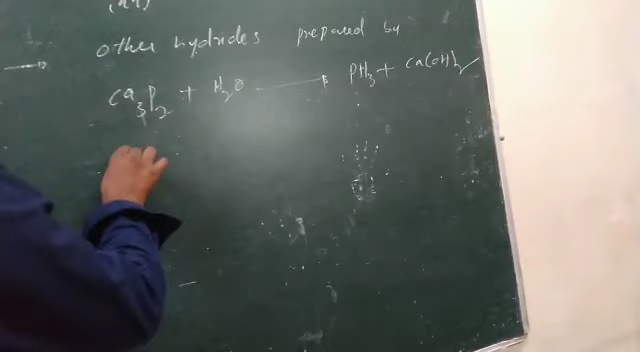 other hydrides prepared by
Ca3P2 + H2O → PH3 + Ca(OH)2